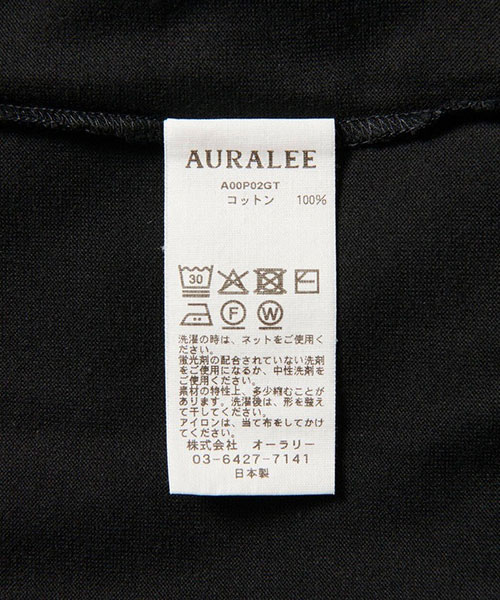 AURALEE
A00P02GT
コットン 100%
30
F W
洗濯の時は、ネットをご使用く
ださい。
蛍光剤の配合されていない洗剤
をご使用になるか、中性洗剤を
ご使用ください。
素材の特性上、多少縮むことが
あります。洗濯後は、形を整え
て干してください。
アイロンは、当て布をしてかけ
てください。
株式会社 オーラリー
03-6427-7141
日本製